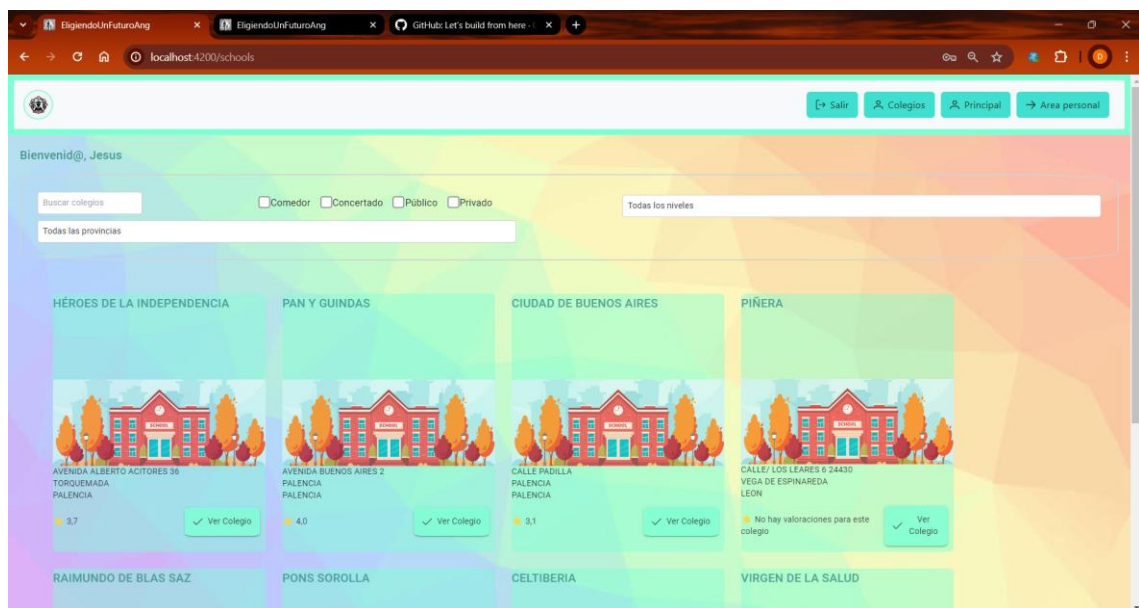 EligiendoUnFuturoAng
EligiendoUnFuturoAng
GitHub: Let's build from here ·
localhost:4200/schools
D
Salir
Colegios
Principal
Area personal
Bienvenid@, Jesus
Buscar colegios
Comedor
Concertado
Público
Privado
Todas los niveles
Todas las provincias
HÉROES DE LA INDEPENDENCIA
SCHOOL
AVENIDA ALBERTO ACITORES 36
TORQUEMADA
PALENCIA
3,7
Ver Colegio
PAN Y GUINDAS
SCHOOL
AVENIDA BUENOS AIRES 2
PALENCIA
PALENCIA
4,0
Ver Colegio
CIUDAD DE BUENOS AIRES
SCHOOL
CALLE PADILLA
PALENCIA
PALENCIA
3,1
Ver Colegio
PIÑERA
SCHOOL
CALLE/ LOS LEARES 6 24430
VEGA DE ESPINAREDA
LEON
No hay valoraciones para este
colegio
Ver
Colegio
RAIMUNDO DE BLAS SAZ
PONS SOROLLA
CELTIBERIA
VIRGEN DE LA SALUD